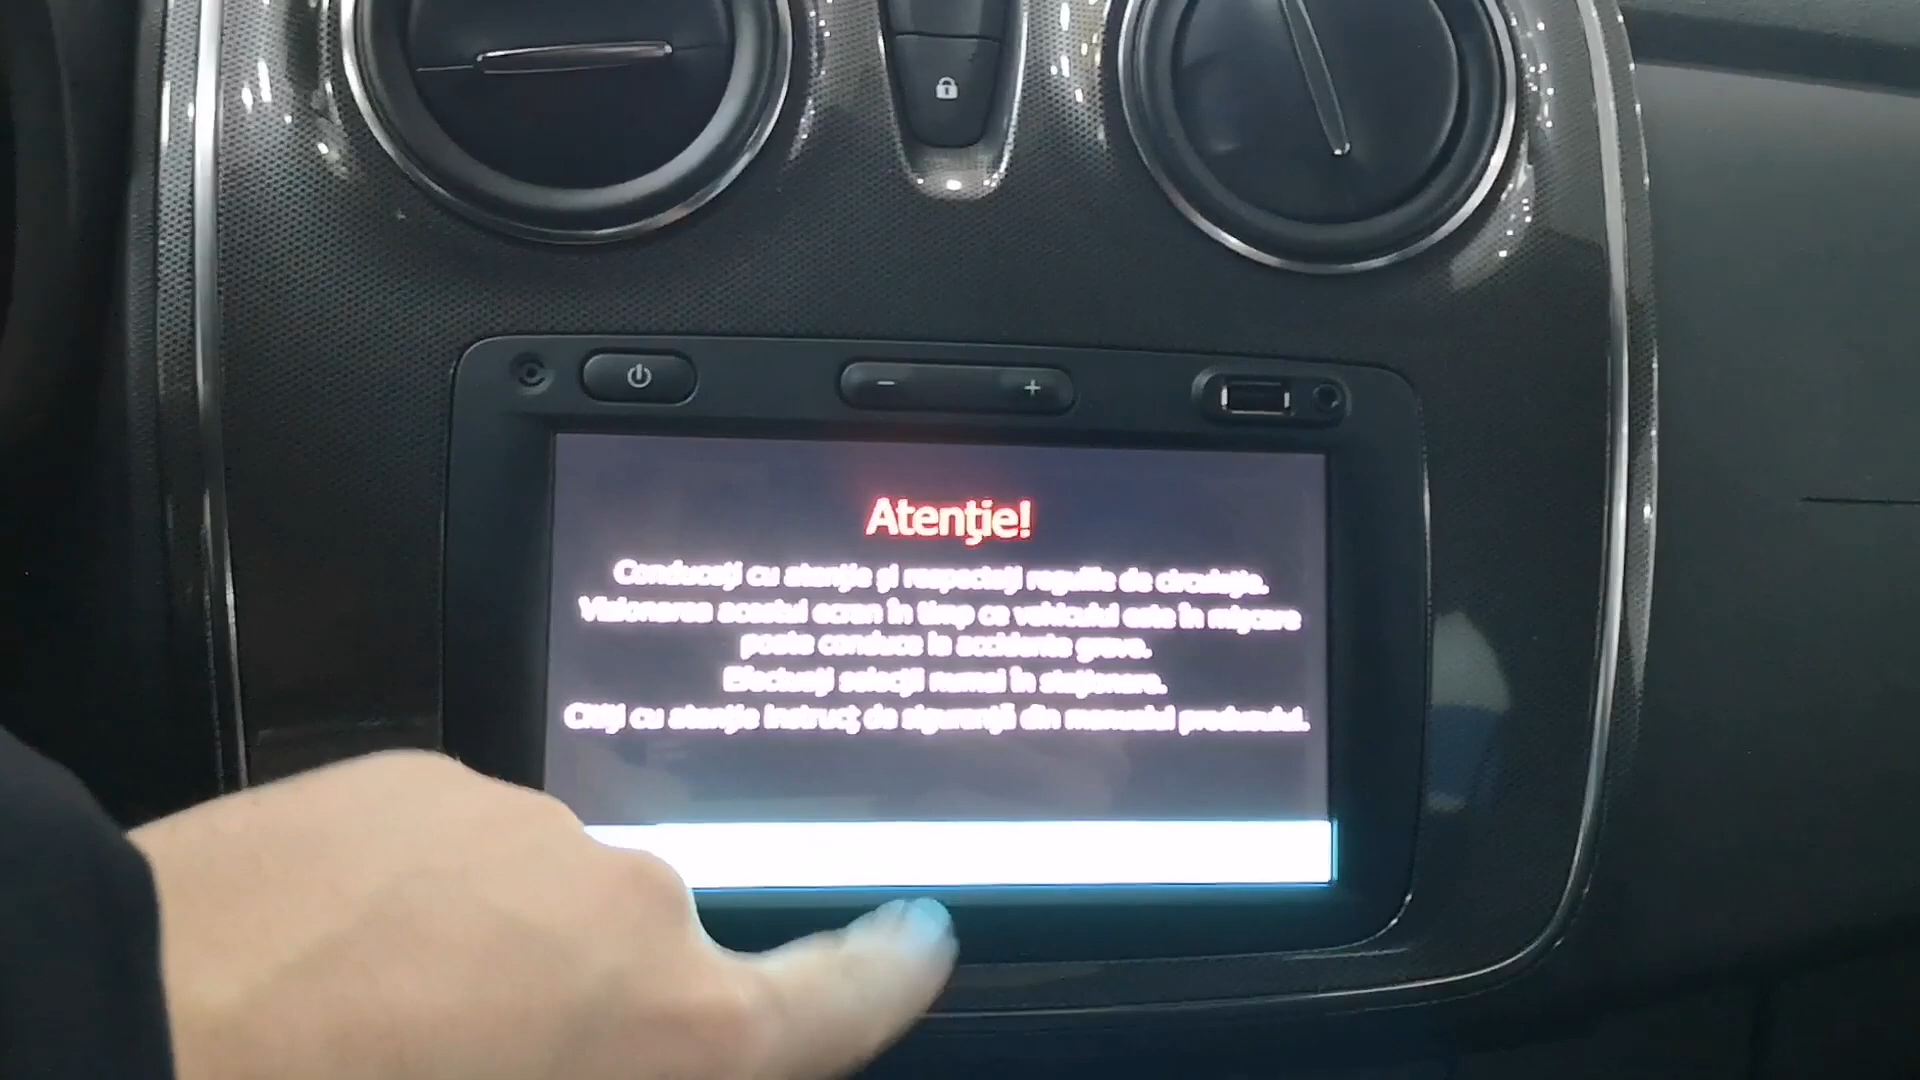 − +
Atenţie!
Conducaţi cu atenţie şi respectaţi regulile de circulaţie.
Vizionarea acestui ecran în timp ce vehiculul este în mişcare
poate conduce la accidente grave.
Efectuaţi selecţii numai în staţionare.
Citiţi cu atenţie instrucţ de siguranţă din manualul produsului.